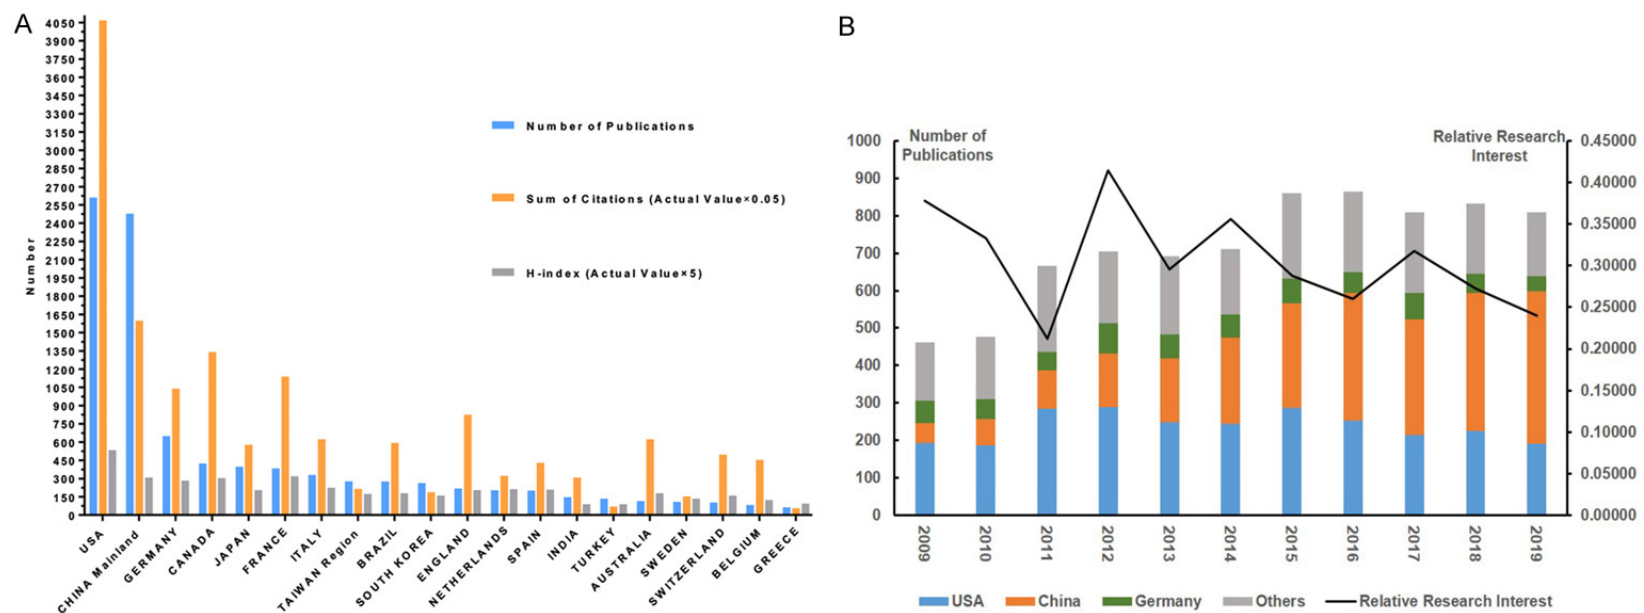 A
4050
3900
3750
3600
3450
3300
3150
3000
2850
2700
2550
2400
2250
2100
1950
1800
1650
1500
1350
1200
1050
900
750
600
450
300
150
0
Number
Number of Publications
Sum of Citations (Actual Value×0.05)
H-index (Actual Value×5)
USA
CHINA Mainland
GERMANY
CANADA
JAPAN
FRANCE
ITALY
TAIWAN Region
BRAZIL
SOUTH KOREA
ENGLAND
NETHERLANDS
SPAIN
INDIA
TURKEY
AUSTRALIA
SWEDEN
SWITZERLAND
BELGIUM
GREECE
B
Number of
Publications
Relative Research
Interest
1000
900
800
700
600
500
400
300
200
100
0
0.45000
0.40000
0.35000
0.30000
0.25000
0.20000
0.15000
0.10000
0.05000
0.00000
2009
2010
2011
2012
2013
2014
2015
2016
2017
2018
2019
USA
China
Germany
Others
Relative Research Interest